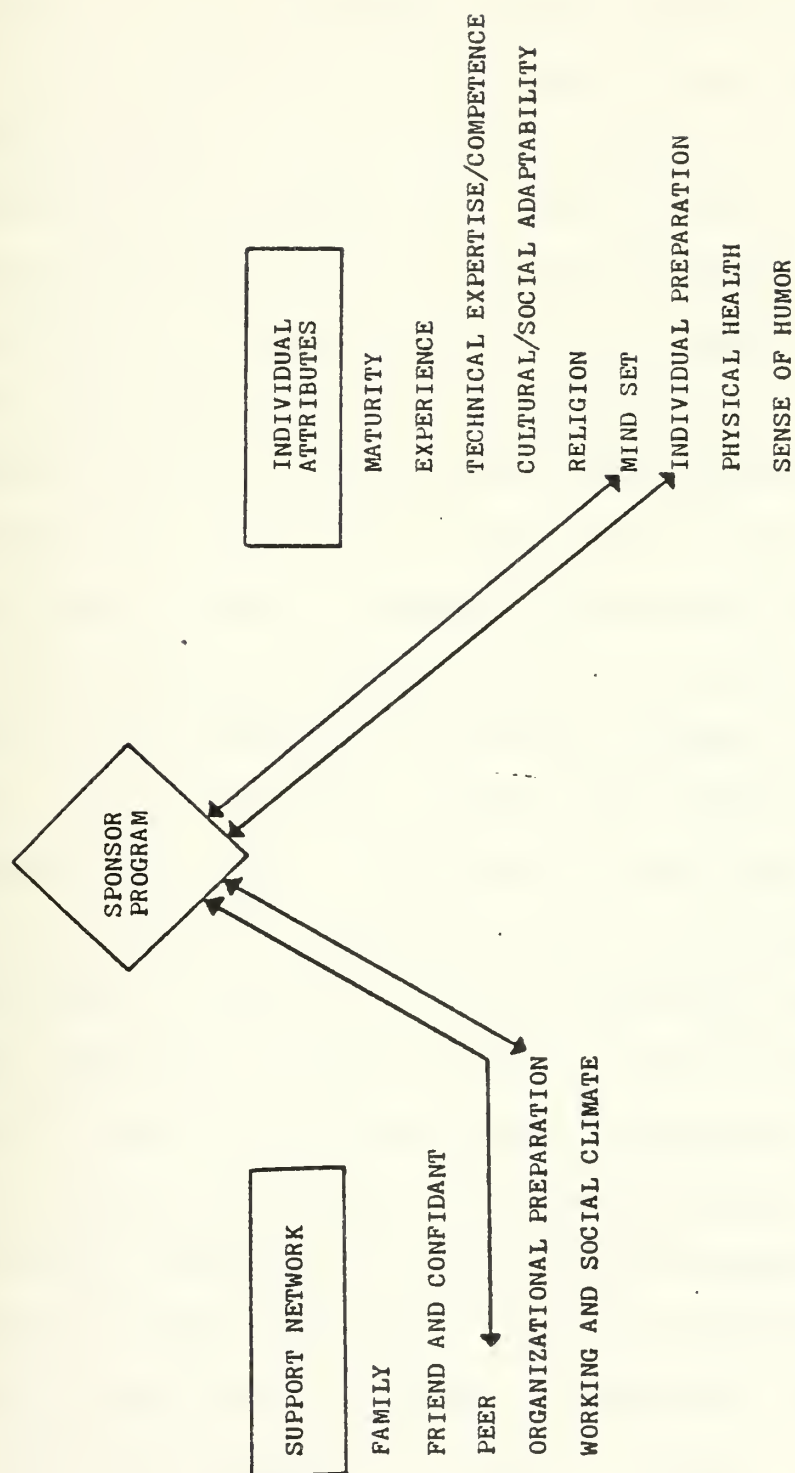 SPONSOR
PROGRAM
SUPPORT NETWORK
FAMILY
FRIEND AND CONFIDANT
PEER
ORGANIZATIONAL PREPARATION
WORKING AND SOCIAL CLIMATE
INDIVIDUAL
ATTRIBUTES
MATURITY
EXPERIENCE
TECHNICAL EXPERTISE/COMPETENCE
CULTURAL/SOCIAL ADAPTABILITY
RELIGION
MIND SET
INDIVIDUAL PREPARATION
PHYSICAL HEALTH
SENSE OF HUMOR